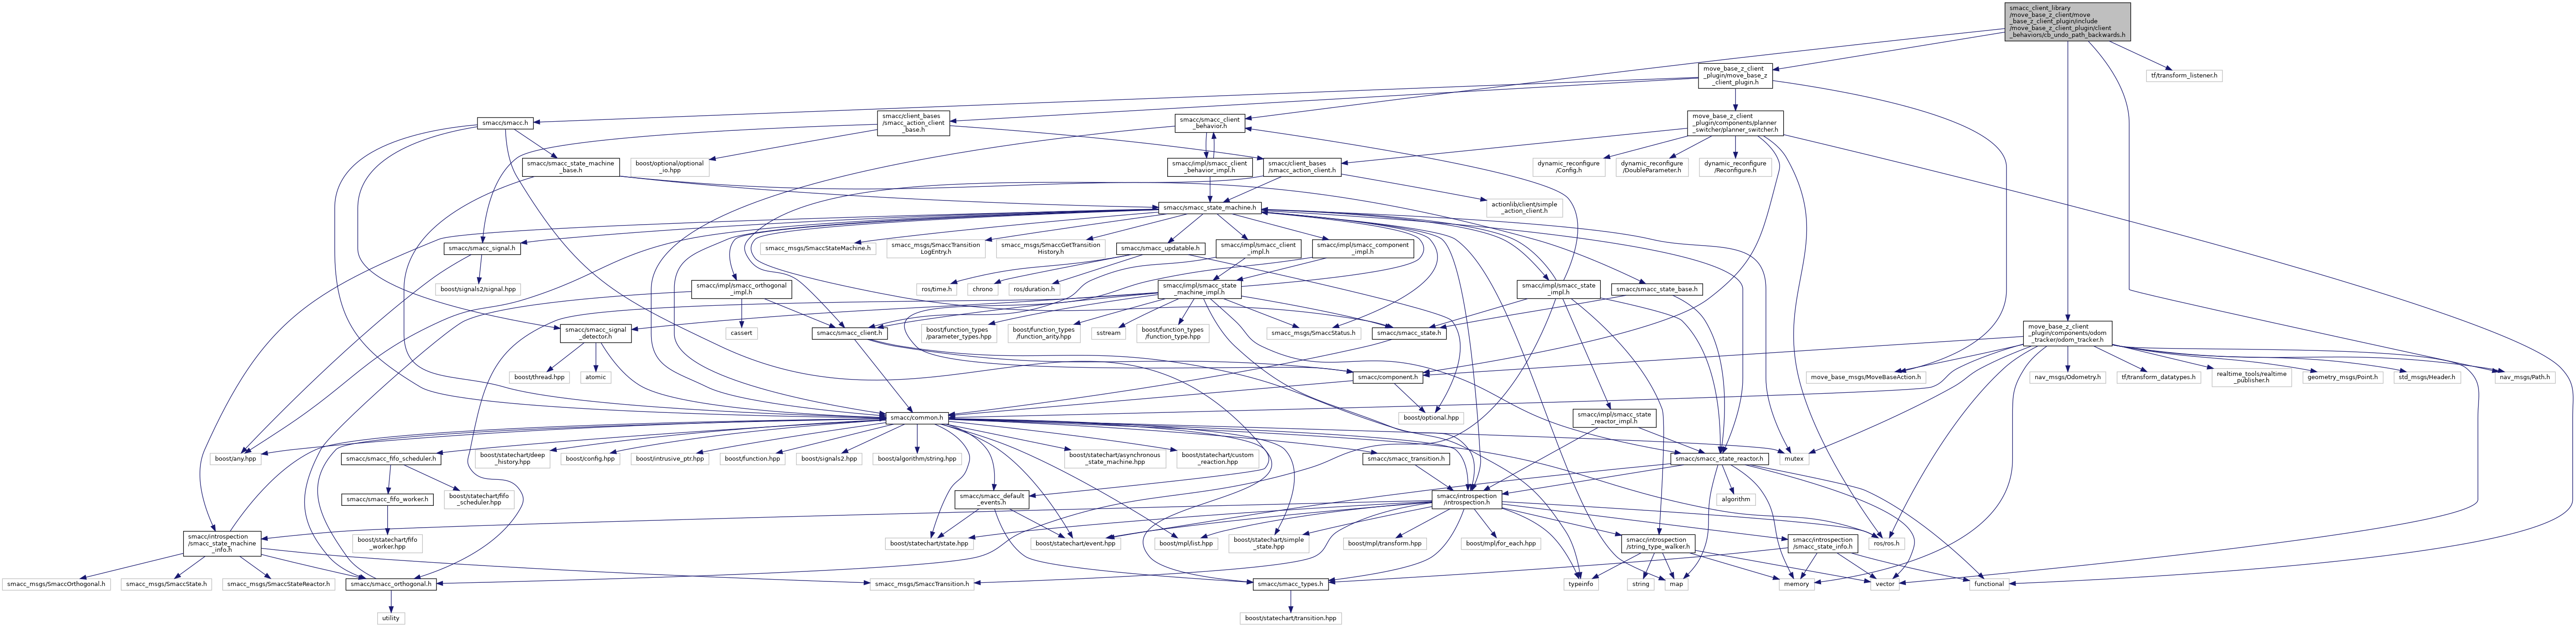 smacc_client_library
/move_base_z_client/move
_base_z_client_plugin/include
/move_base_z_client_plugin/client
_behaviors/cb_undo_path_backwards.h
move_base_z_client
_plugin/move_base_z
_client_plugin.h
tf/transform_listener.h
smacc/smacc.h
smacc/client_bases
/smacc_action_client
_base.h
smacc/smacc_client
_behavior.h
move_base_z_client
_plugin/components/planner
_switcher/planner_switcher.h
smacc/smacc_state_machine
_base.h
boost/optional/optional
_io.hpp
smacc/impl/smacc_client
_behavior_impl.h
smacc/client_bases
/smacc_action_client.h
dynamic_reconfigure
/Config.h
dynamic_reconfigure
/DoubleParameter.h
dynamic_reconfigure
/Reconfigure.h
smacc/smacc_state_machine.h
actionlib/client/simple
_action_client.h
smacc/smacc_signal.h
smacc_msgs/SmaccStateMachine.h
smacc_msgs/SmaccTransition
LogEntry.h
smacc_msgs/SmaccGetTransition
History.h
smacc/smacc_updatable.h
smacc/impl/smacc_client
_impl.h
smacc/impl/smacc_component
_impl.h
boost/signals2/signal.hpp
smacc/impl/smacc_orthogonal
_impl.h
ros/time.h
chrono
ros/duration.h
smacc/impl/smacc_state
_machine_impl.h
smacc/impl/smacc_state
_impl.h
smacc/smacc_state_base.h
smacc/smacc_signal
_detector.h
cassert
smacc/smacc_client.h
boost/function_types
/parameter_types.hpp
boost/function_types
/function_arity.hpp
sstream
boost/function_types
/function_type.hpp
smacc_msgs/SmaccStatus.h
smacc/smacc_state.h
move_base_z_client
_plugin/components/odom
_tracker/odom_tracker.h
boost/thread.hpp
atomic
smacc/component.h
move_base_msgs/MoveBaseAction.h
nav_msgs/Odometry.h
tf/transform_datatypes.h
realtime_tools/realtime
_publisher.h
geometry_msgs/Point.h
std_msgs/Header.h
nav_msgs/Path.h
smacc/common.h
boost/optional.hpp
smacc/impl/smacc_state
_reactor_impl.h
boost/any.hpp
smacc/smacc_fifo_scheduler.h
boost/statechart/deep
_history.hpp
boost/config.hpp
boost/intrusive_ptr.hpp
boost/function.hpp
boost/signals2.hpp
boost/algorithm/string.hpp
boost/statechart/asynchronous
_state_machine.hpp
boost/statechart/custom
_reaction.hpp
smacc/smacc_transition.h
smacc/smacc_state_reactor.h
mutex
smacc/smacc_fifo_worker.h
boost/statechart/fifo
_scheduler.hpp
smacc/smacc_default
_events.h
smacc/introspection
/introspection.h
algorithm
smacc/introspection
/smacc_state_machine
_info.h
boost/statechart/fifo
_worker.hpp
boost/statechart/state.hpp
boost/statechart/event.hpp
boost/mpl/list.hpp
boost/statechart/simple
_state.hpp
boost/mpl/transform.hpp
boost/mpl/for_each.hpp
smacc/introspection
/string_type_walker.h
smacc/introspection
/smacc_state_info.h
ros/ros.h
smacc_msgs/SmaccOrthogonal.h
smacc_msgs/SmaccState.h
smacc_msgs/SmaccStateReactor.h
smacc/smacc_orthogonal.h
smacc_msgs/SmaccTransition.h
smacc/smacc_types.h
typeinfo
string
map
memory
vector
functional
utility
boost/statechart/transition.hpp